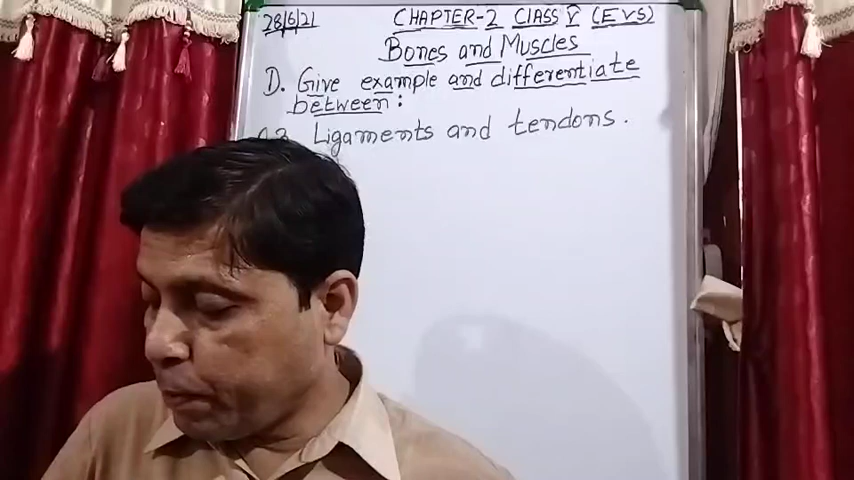 28/6/21 CHAPTER-2 CLASS V (EVS)
Bones and Muscles
D. Give example and differentiate
between:
Ligaments and tendons.